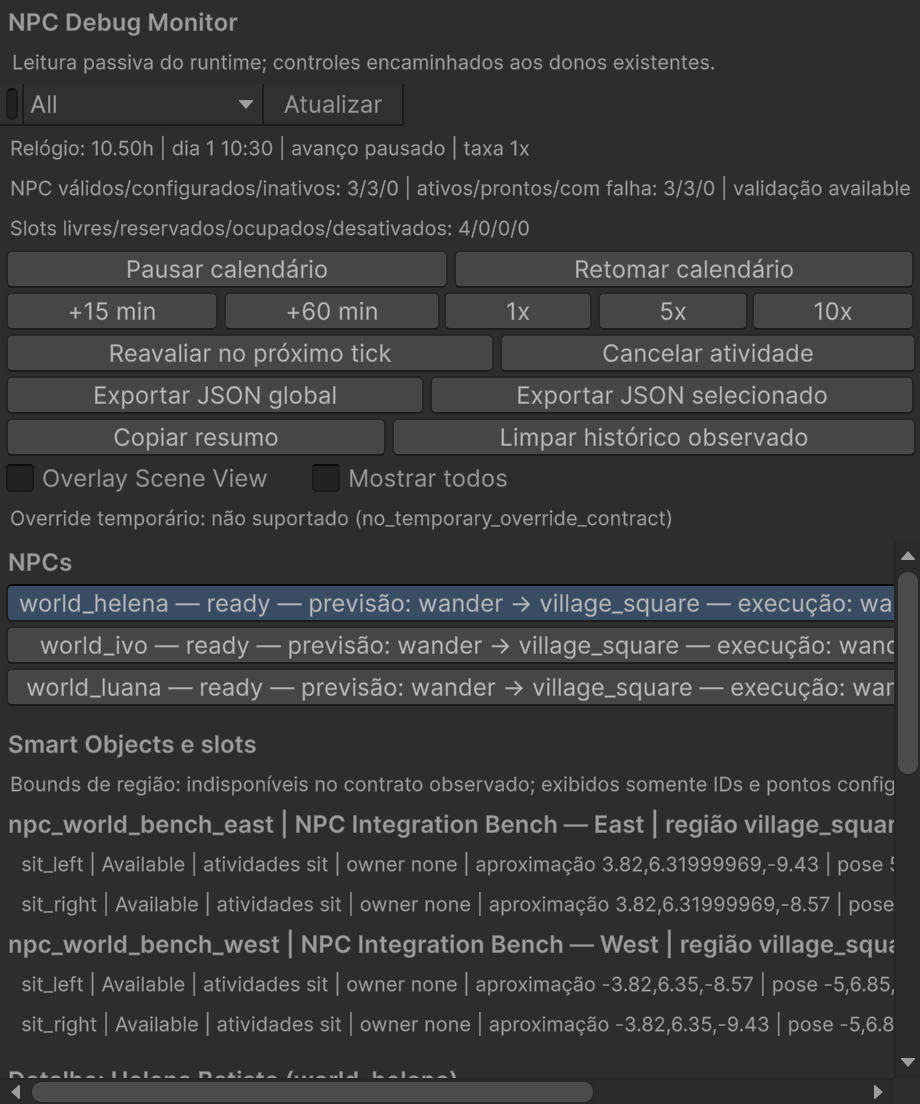 NPC Debug Monitor
Leitura passiva do runtime; controles encaminhados aos donos existentes.
All Atualizar
Relógio: 10.50h | dia 1 10:30 | avanço pausado | taxa 1x
NPC válidos/configurados/inativos: 3/3/0 | ativos/prontos/com falha: 3/3/0 | validação available
Slots livres/reservados/ocupados/desativados: 4/0/0/0
Pausar calendário Retomar calendário
+15 min +60 min 1x 5x 10x
Reavaliar no próximo tick Cancelar atividade
Exportar JSON global Exportar JSON selecionado
Copiar resumo Limpar histórico observado
Overlay Scene View Mostrar todos
Override temporário: não suportado (no_temporary_override_contract)
NPCs
world_helena — ready — previsão: wander → village_square — execução: wa
world_ivo — ready — previsão: wander → village_square — execução: wand
world_luana — ready — previsão: wander → village_square — execução: wan
Smart Objects e slots
Bounds de região: indisponíveis no contrato observado; exibidos somente IDs e pontos config
npc_world_bench_east | NPC Integration Bench — East | região village_squar
sit_left | Available | atividades sit | owner none | aproximação 3.82,6.31999969,-9.43 | pose 5
sit_right | Available | atividades sit | owner none | aproximação 3.82,6.31999969,-8.57 | pose
npc_world_bench_west | NPC Integration Bench — West | região village_squa
sit_left | Available | atividades sit | owner none | aproximação -3.82,6.35,-8.57 | pose -5,6.85,
sit_right | Available | atividades sit | owner none | aproximação -3.82,6.35,-9.43 | pose -5,6.8